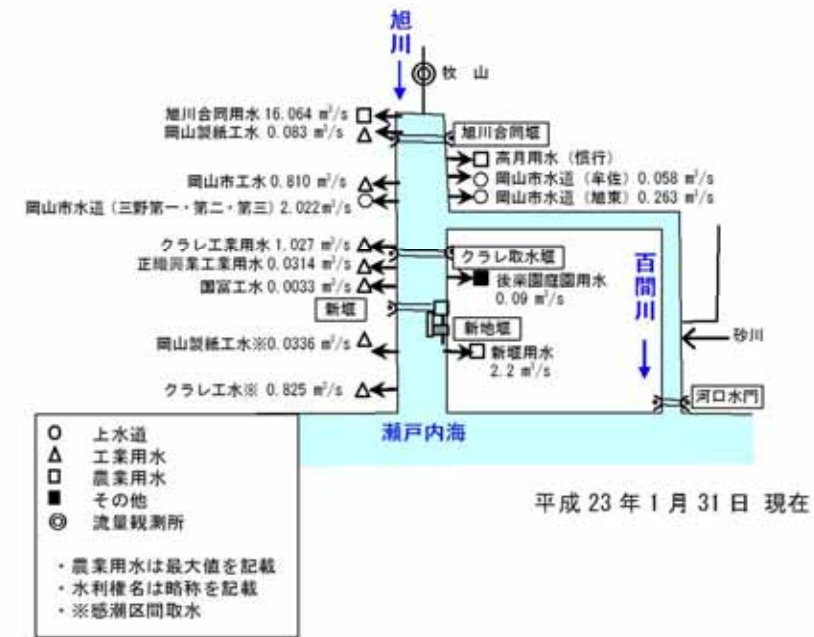 旭川
牧 山
旭川合同用水 16.064 m³/s
岡山製紙工水 0.083 m³/s
旭川合同堰
高月用水（慣行）
岡山市工水 0.810 m³/s
岡山市水道（牟佐）0.058 m³/s
岡山市水道（三野第一・第二・第三）2.022m³/s
岡山市水道（旭東）0.263 m³/s
クラレ工業用水 1.027 m³/s
正織興業工業用水 0.0314 m³/s
国富工水 0.0033 m³/s
クラレ取水堰
後楽園庭園用水
0.09 m³/s
百間川
新堰
新地堰
岡山製紙工水※0.0336 m³/s
新堰用水
2.2 m³/s
砂川
クラレ工水※ 0.825 m³/s
河口水門
瀬戸内海
○ 上水道
△ 工業用水
□ 農業用水
■ その他
◎ 流量観測所
・農業用水は最大値を記載
・水利権名は略称を記載
・※感潮区間取水
平成 23 年 1 月 31 日 現在